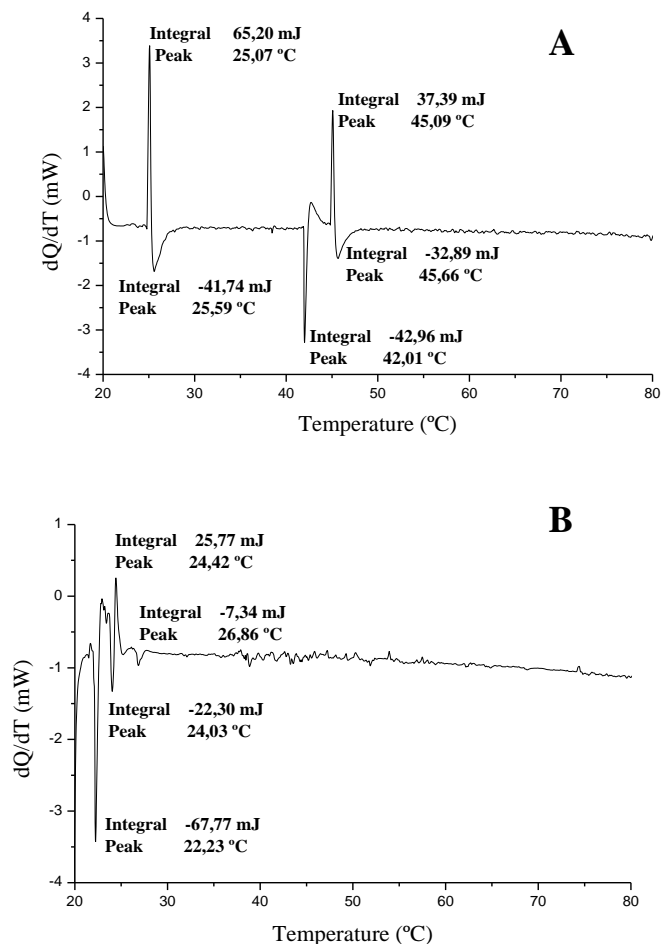 A
Integral 65,20 mJ
Peak 25,07 ºC
Integral 37,39 mJ
Peak 45,09 ºC
Integral -41,74 mJ
Peak 25,59 ºC
Integral -32,89 mJ
Peak 45,66 ºC
Integral -42,96 mJ
Peak 42,01 ºC
4
3
2
1
0
-1
-2
-3
-4
dQ/dT (mW)
20 30 40 50 60 70 80
Temperature (ºC)
B
Integral 25,77 mJ
Peak 24,42 ºC
Integral -7,34 mJ
Peak 26,86 ºC
Integral -22,30 mJ
Peak 24,03 ºC
Integral -67,77 mJ
Peak 22,23 ºC
1
0
-1
-2
-3
-4
dQ/dT (mW)
20 30 40 50 60 70 80
Temperature (ºC)